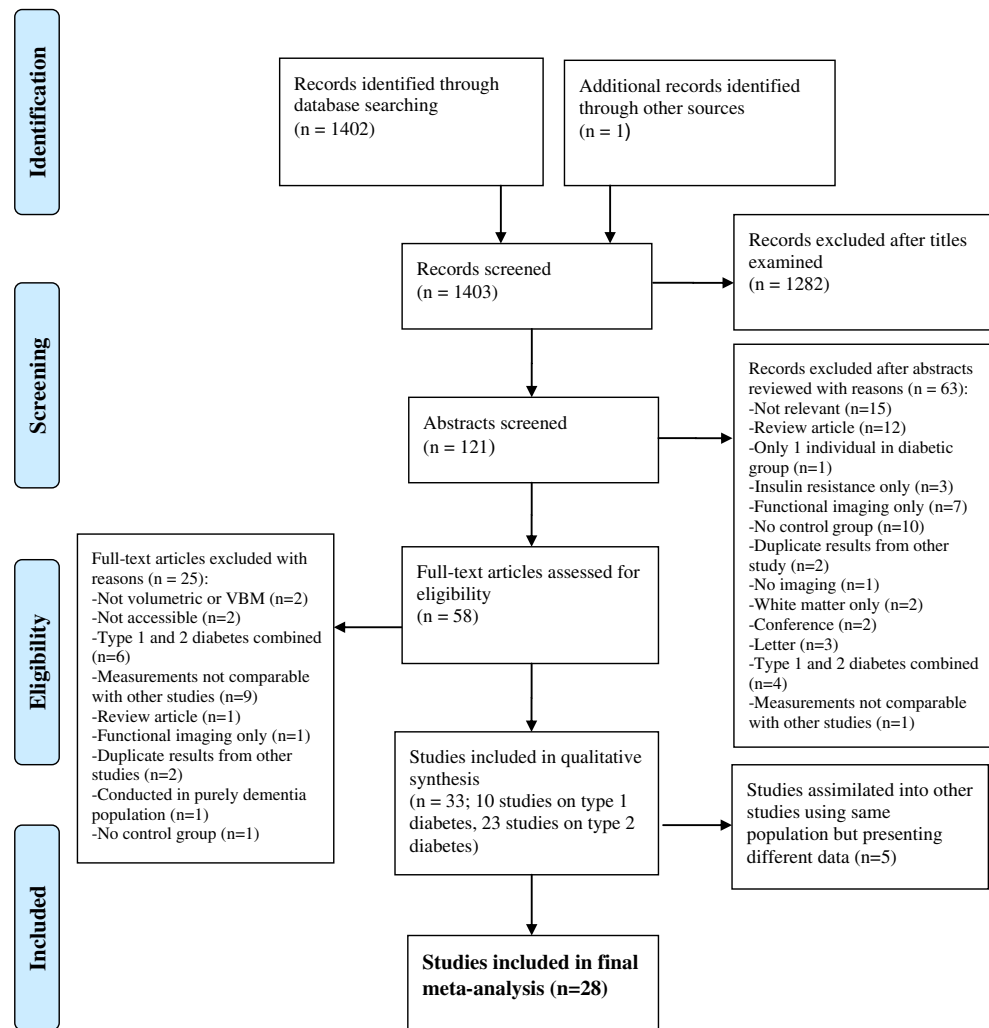 Identification
Records identified through
database searching
(n = 1402)
Additional records identified
through other sources
(n = 1)
Records screened
(n = 1403)
Records excluded after titles
examined
(n = 1282)
Screening
Abstracts screened
(n = 121)
Records excluded after abstracts
reviewed with reasons (n = 63):
-Not relevant (n=15)
-Review article (n=12)
-Only 1 individual in diabetic
group (n=1)
-Insulin resistance only (n=3)
-Functional imaging only (n=7)
-No control group (n=10)
-Duplicate results from other
study (n=2)
-No imaging (n=1)
-White matter only (n=2)
-Conference (n=2)
-Letter (n=3)
-Type 1 and 2 diabetes combined
(n=4)
-Measurements not comparable
with other studies (n=1)
Eligibility
Full-text articles assessed for
eligibility
(n = 58)
Full-text articles excluded with
reasons (n = 25):
-Not volumetric or VBM (n=2)
-Not accessible (n=2)
-Type 1 and 2 diabetes combined
(n=6)
-Measurements not comparable
with other studies (n=9)
-Review article (n=1)
-Functional imaging only (n=1)
-Duplicate results from other
studies (n=2)
-Conducted in purely dementia
population (n=1)
-No control group (n=1)
Studies included in qualitative
synthesis
(n = 33; 10 studies on type 1
diabetes, 23 studies on type 2
diabetes)
Studies assimilated into other
studies using same
population but presenting
different data (n=5)
Included
Studies included in final
meta-analysis (n=28)